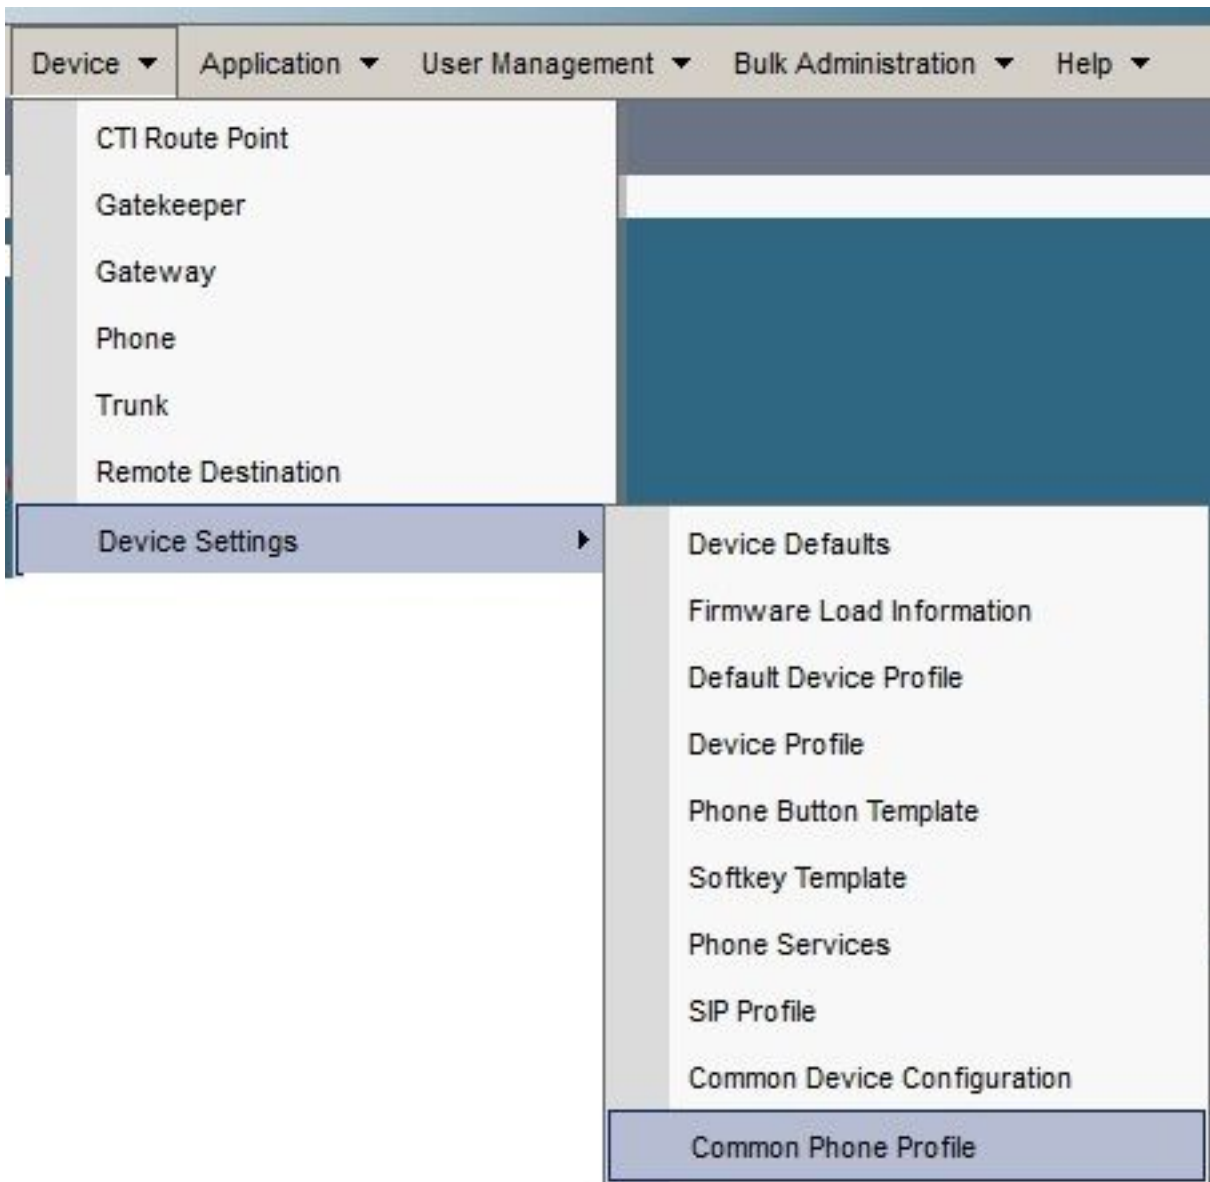 Device Application User Management Bulk Administration Help
CTI Route Point
Gatekeeper
Gateway
Phone
Trunk
Remote Destination
Device Settings
Device Defaults
Firmware Load Information
Default Device Profile
Device Profile
Phone Button Template
Softkey Template
Phone Services
SIP Profile
Common Device Configuration
Common Phone Profile